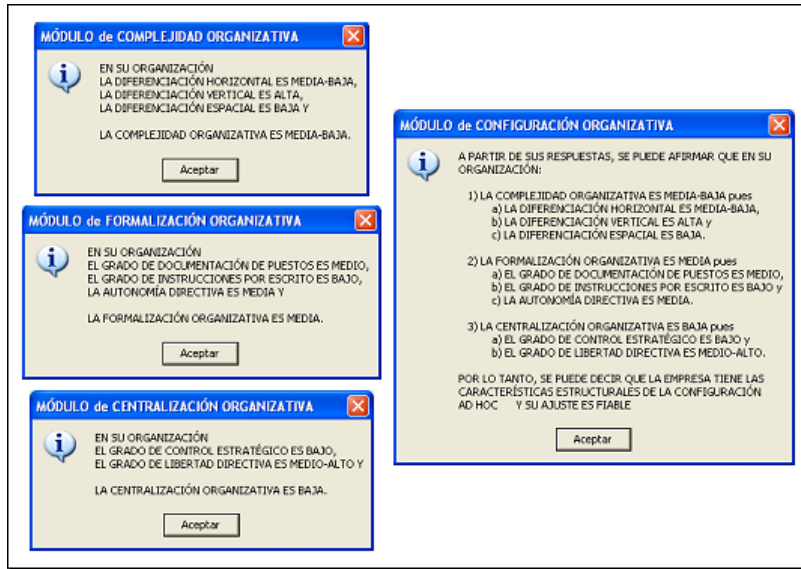 MÓDULO de COMPLEJIDAD ORGANIZATIVA
EN SU ORGANIZACIÓN
LA DIFERENCIACIÓN HORIZONTAL ES MEDIA-BAJA,
LA DIFERENCIACIÓN VERTICAL ES ALTA,
LA DIFERENCIACIÓN ESPACIAL ES BAJA Y
LA COMPLEJIDAD ORGANIZATIVA ES MEDIA-BAJA.
Aceptar
MÓDULO de FORMALIZACIÓN ORGANIZATIVA
EN SU ORGANIZACIÓN
EL GRADO DE DOCUMENTACIÓN DE PUESTOS ES MEDIO,
EL GRADO DE INSTRUCCIONES POR ESCRITO ES BAJO,
LA AUTONOMÍA DIRECTIVA ES MEDIA Y
LA FORMALIZACIÓN ORGANIZATIVA ES MEDIA.
Aceptar
MÓDULO de CENTRALIZACIÓN ORGANIZATIVA
EN SU ORGANIZACIÓN
EL GRADO DE CONTROL ESTRATÉGICO ES BAJO,
EL GRADO DE LIBERTAD DIRECTIVA ES MEDIO-ALTO Y
LA CENTRALIZACIÓN ORGANIZATIVA ES BAJA.
Aceptar
MÓDULO de CONFIGURACIÓN ORGANIZATIVA
A PARTIR DE SUS RESPUESTAS, SE PUEDE AFIRMAR QUE EN SU
ORGANIZACIÓN:
1) LA COMPLEJIDAD ORGANIZATIVA ES MEDIA-BAJA pues
a) LA DIFERENCIACIÓN HORIZONTAL ES MEDIA-BAJA,
b) LA DIFERENCIACIÓN VERTICAL ES ALTA y
c) LA DIFERENCIACIÓN ESPACIAL ES BAJA.
2) LA FORMALIZACIÓN ORGANIZATIVA ES MEDIA pues
a) EL GRADO DE DOCUMENTACIÓN DE PUESTOS ES MEDIO,
b) EL GRADO DE INSTRUCCIONES POR ESCRITO ES BAJO y
c) LA AUTONOMÍA DIRECTIVA ES MEDIA.
3) LA CENTRALIZACIÓN ORGANIZATIVA ES BAJA pues
a) EL GRADO DE CONTROL ESTRATÉGICO ES BAJO y
b) EL GRADO DE LIBERTAD DIRECTIVA ES MEDIO-ALTO.
POR LO TANTO, SE PUEDE DECIR QUE LA EMPRESA TIENE LAS
CARACTERÍSTICAS ESTRUCTURALES DE LA CONFIGURACIÓN
AD HOC Y SU AJUSTE ES FIABLE
Aceptar